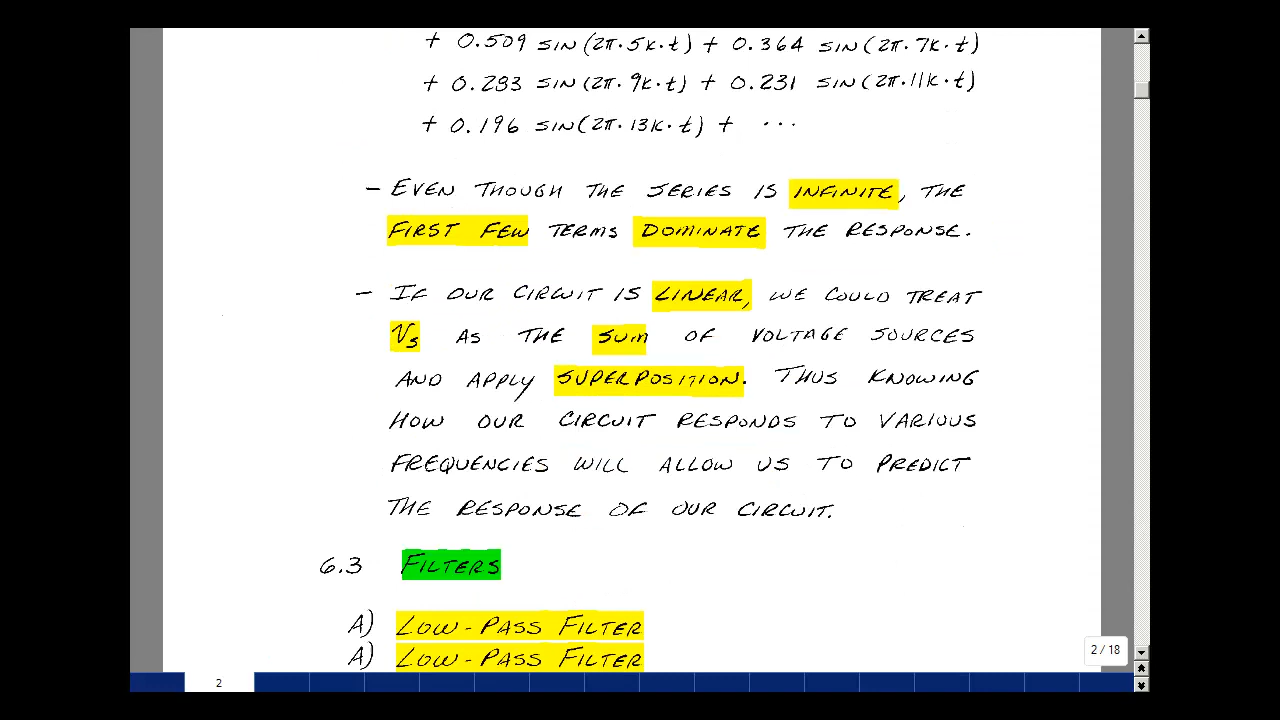 + 0.509 SIN(2π·5K·t) + 0.364 SIN(2π·7K·t)
+ 0.283 SIN(2π·9K·t) + 0.231 SIN(2π·11K·t)
+ 0.196 SIN(2π·13K·t) + ···
- EVEN THOUGH THE SERIES IS INFINITE, THE
FIRST FEW TERMS DOMINATE THE RESPONSE.
- IF OUR CIRCUIT IS LINEAR, WE COULD TREAT
Vs AS THE SUM OF VOLTAGE SOURCES
AND APPLY SUPERPOSITION. THUS KNOWING
HOW OUR CIRCUIT RESPONDS TO VARIOUS
FREQUENCIES WILL ALLOW US TO PREDICT
THE RESPONSE OF OUR CIRCUIT.
6.3 FILTERS
A) LOW-PASS FILTER
A) LOW-PASS FILTER
2 / 18
2